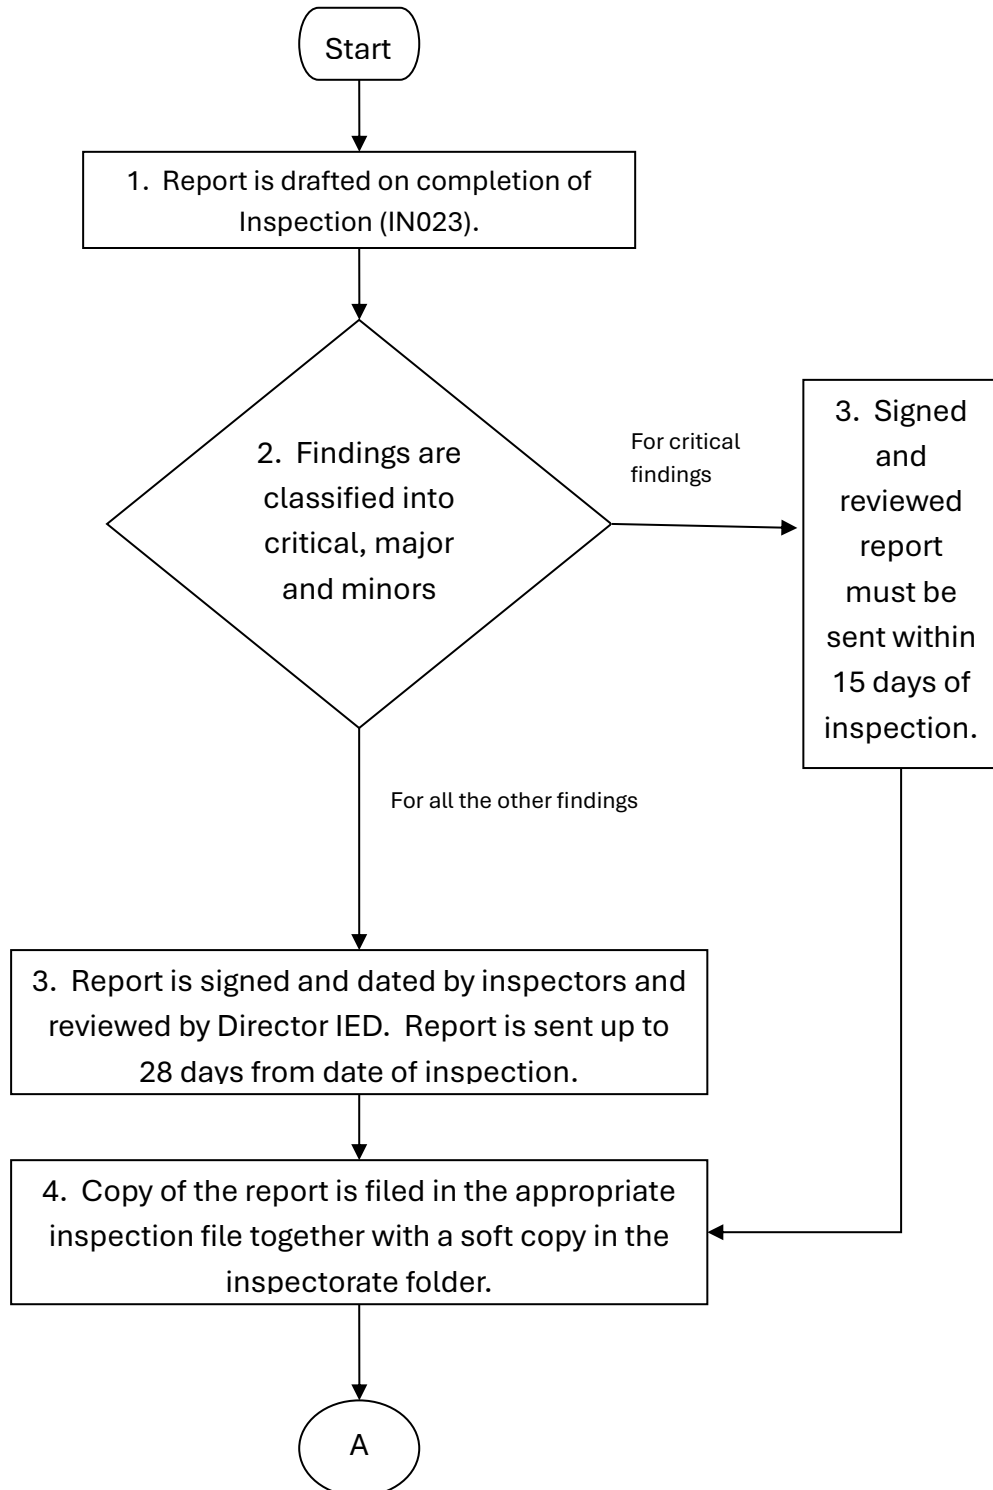 Start
1. Report is drafted on completion of
Inspection (IN023).
2. Findings are
classified into
critical, major
and minors
For critical
findings
3. Signed
and
reviewed
report
must be
sent within
15 days of
inspection.
For all the other findings
3. Report is signed and dated by inspectors and
reviewed by Director IED. Report is sent up to
28 days from date of inspection.
4. Copy of the report is filed in the appropriate
inspection file together with a soft copy in the
inspectorate folder.
A